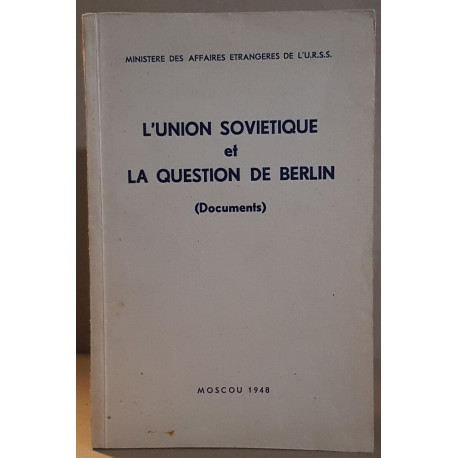 MINISTERE DES AFFAIRES ETRANGERES DE L'U.R.S.S.
L'UNION SOVIETIQUE
et
LA QUESTION DE BERLIN
(Documents)
MOSCOU 1948